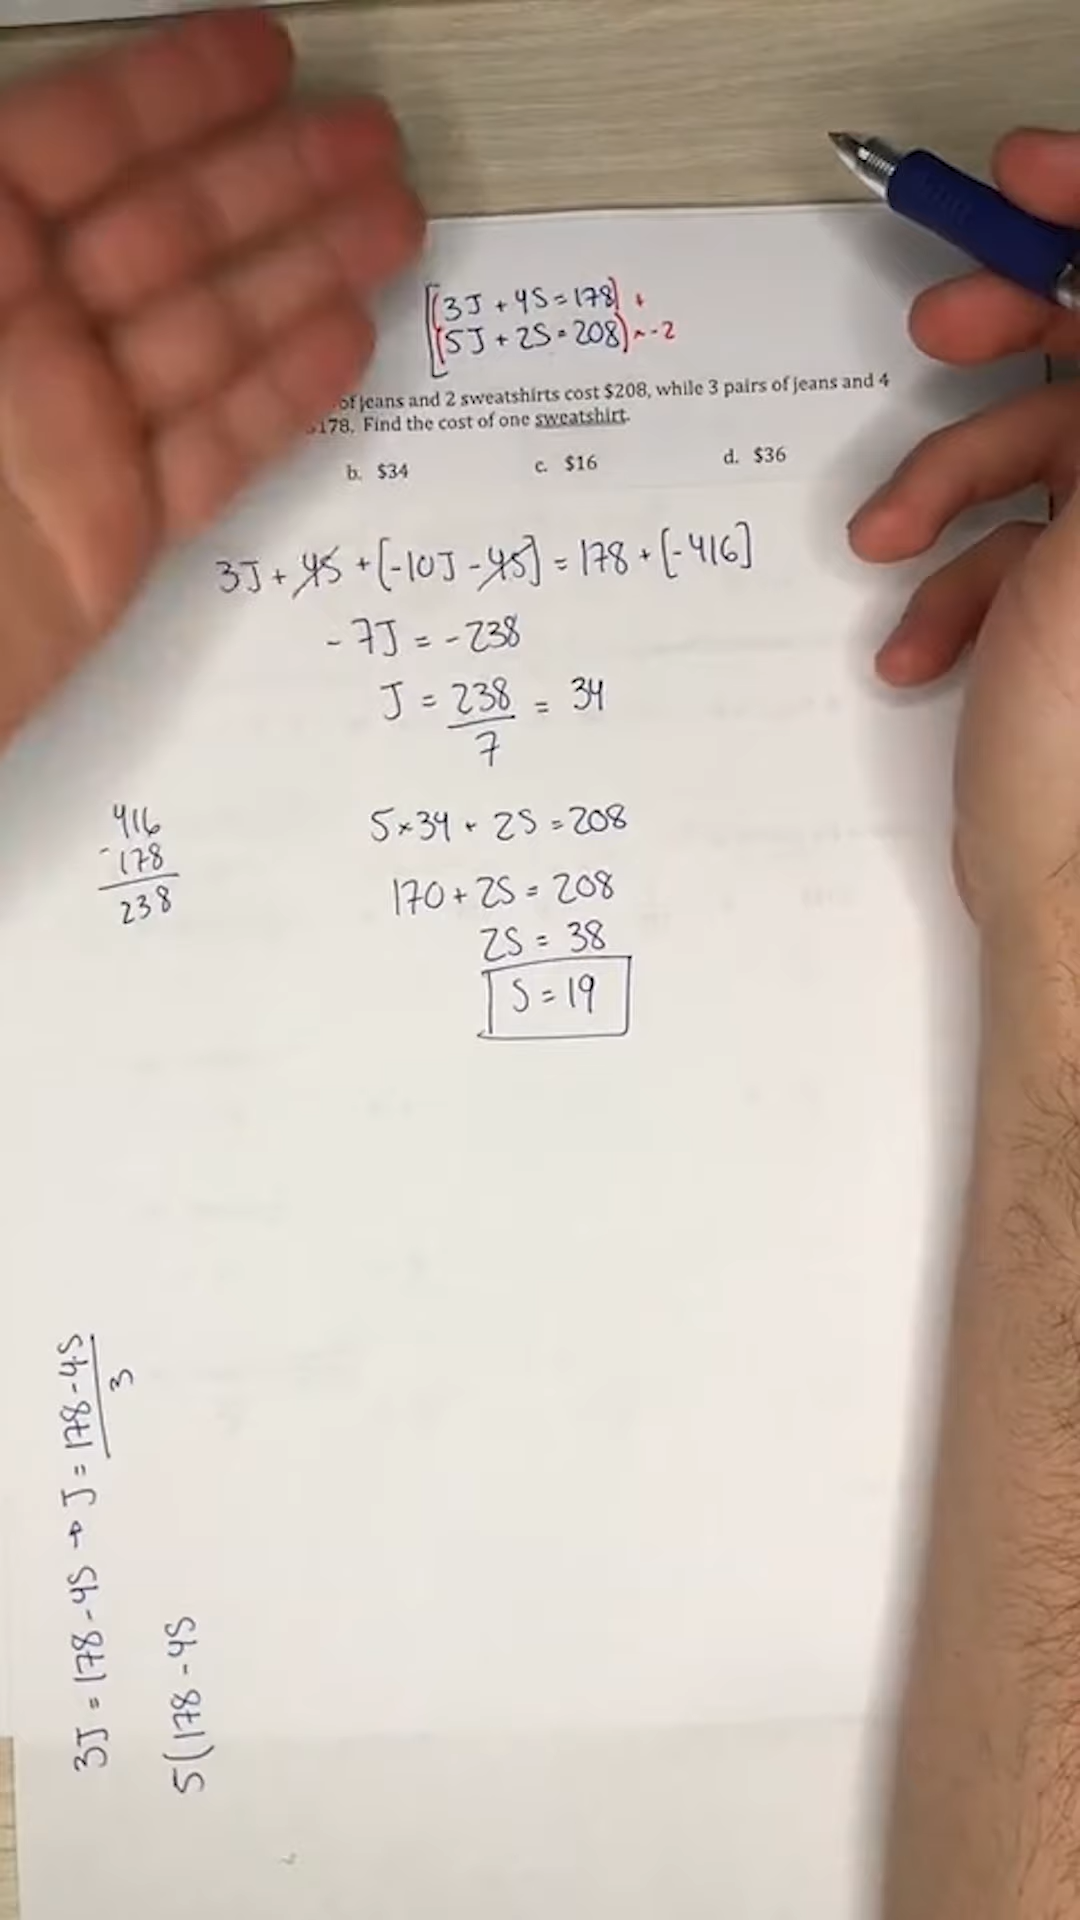 3J + 4S = 178) +
5J + 2S = 208) × -2
of jeans and 2 sweatshirts cost $208, while 3 pairs of jeans and 4
$178. Find the cost of one sweatshirt.
b. $34 c. $16 d. $36
3J + 4S + [-10J - 4S] = 178 + [-416]
- 7J = - 238
J = 238/7 = 34
416
- 178
238
5×34 + 2S = 208
170 + 2S = 208
2S = 38
S = 19
3J = 178 - 4S → J = 178 - 4S
3
5(178 - 4S